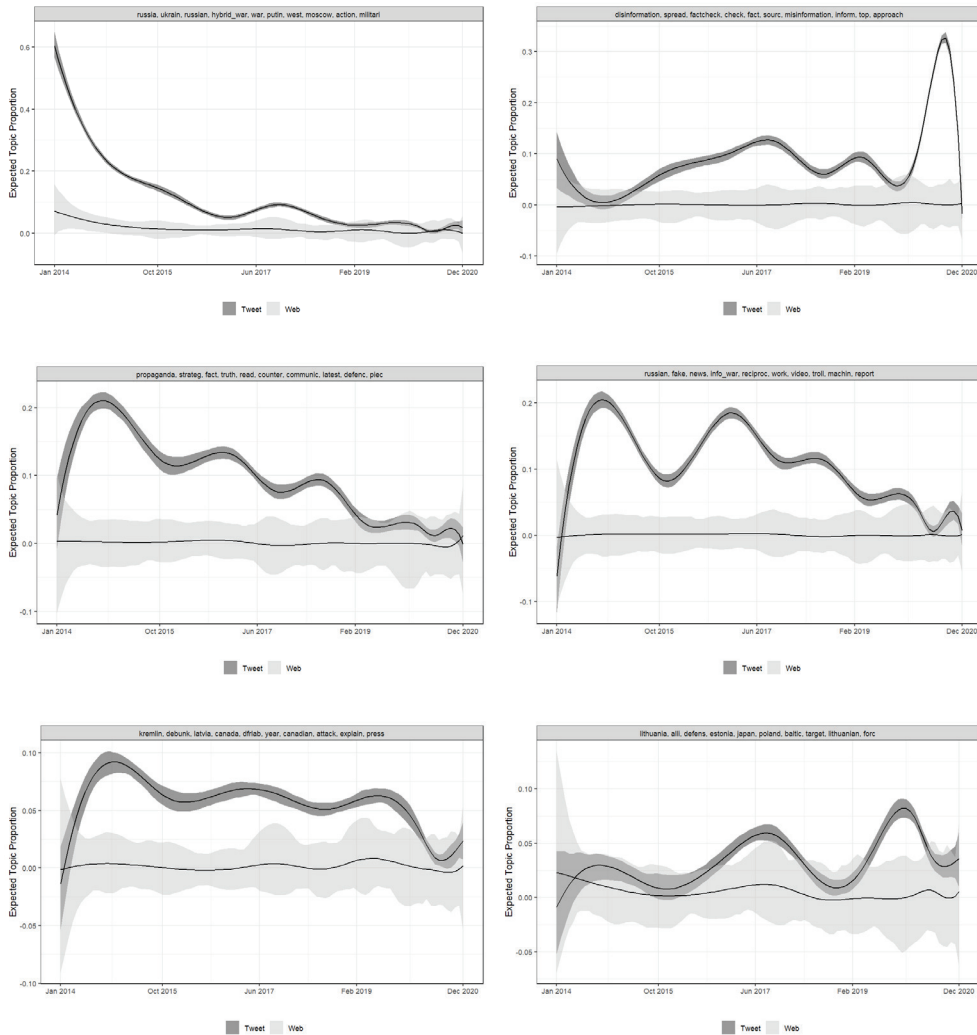 russia, ukrain, russian, hybrid_war, war, putin, west, moscow, action, militari
Expected Topic Proportion
0.6
0.4
0.2
0.0
Jan 2014
Oct 2015
Jun 2017
Feb 2019
Dec 2020
Tweet
Web
disinformation, spread, factcheck, check, fact, sourc, misinformation, inform, top, approach
Expected Topic Proportion
0.3
0.2
0.1
0.0
-0.1
Jan 2014
Oct 2015
Jun 2017
Feb 2019
Dec 2020
Tweet
Web
propaganda, strateg, fact, truth, read, counter, communic, latest, defenc, piec
Expected Topic Proportion
0.2
0.1
0.0
-0.1
Jan 2014
Oct 2015
Jun 2017
Feb 2019
Dec 2020
Tweet
Web
russian, fake, news, info_war, reciproc, work, video, troll, machin, report
Expected Topic Proportion
0.2
0.1
0.0
-0.1
Jan 2014
Oct 2015
Jun 2017
Feb 2019
Dec 2020
Tweet
Web
kremlin, debunk, latvia, canada, dfrlab, year, canadian, attack, explain, press
Expected Topic Proportion
0.10
0.05
0.00
-0.05
-0.10
Jan 2014
Oct 2015
Jun 2017
Feb 2019
Dec 2020
Tweet
Web
lithuania, alli, defens, estonia, japan, poland, baltic, target, lithuanian, forc
Expected Topic Proportion
0.10
0.05
0.00
-0.05
Jan 2014
Oct 2015
Jun 2017
Feb 2019
Dec 2020
Tweet
Web